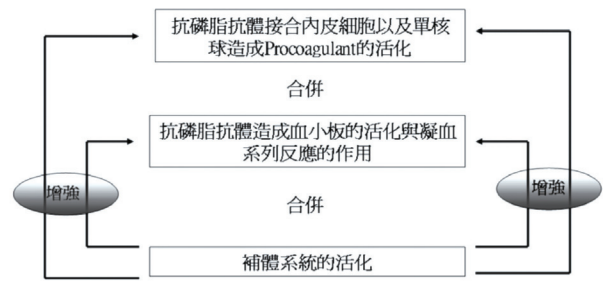 抗磷脂抗體接合內皮細胞以及單核
球造成Procoagulant的活化
合併
抗磷脂抗體造成血小板的活化與凝血
系列反應的作用
增強
增強
合併
補體系統的活化